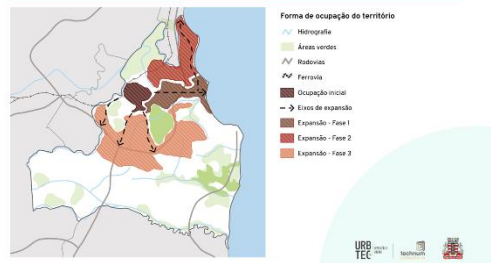 Forma de ocupação do território
Hidrografia
Áreas verdes
Rodovias
Ferrovia
Ocupação inicial
Eixos de expansão
Expansão - Fase 1
Expansão - Fase 2
Expansão - Fase 3
URB
TEC
technum